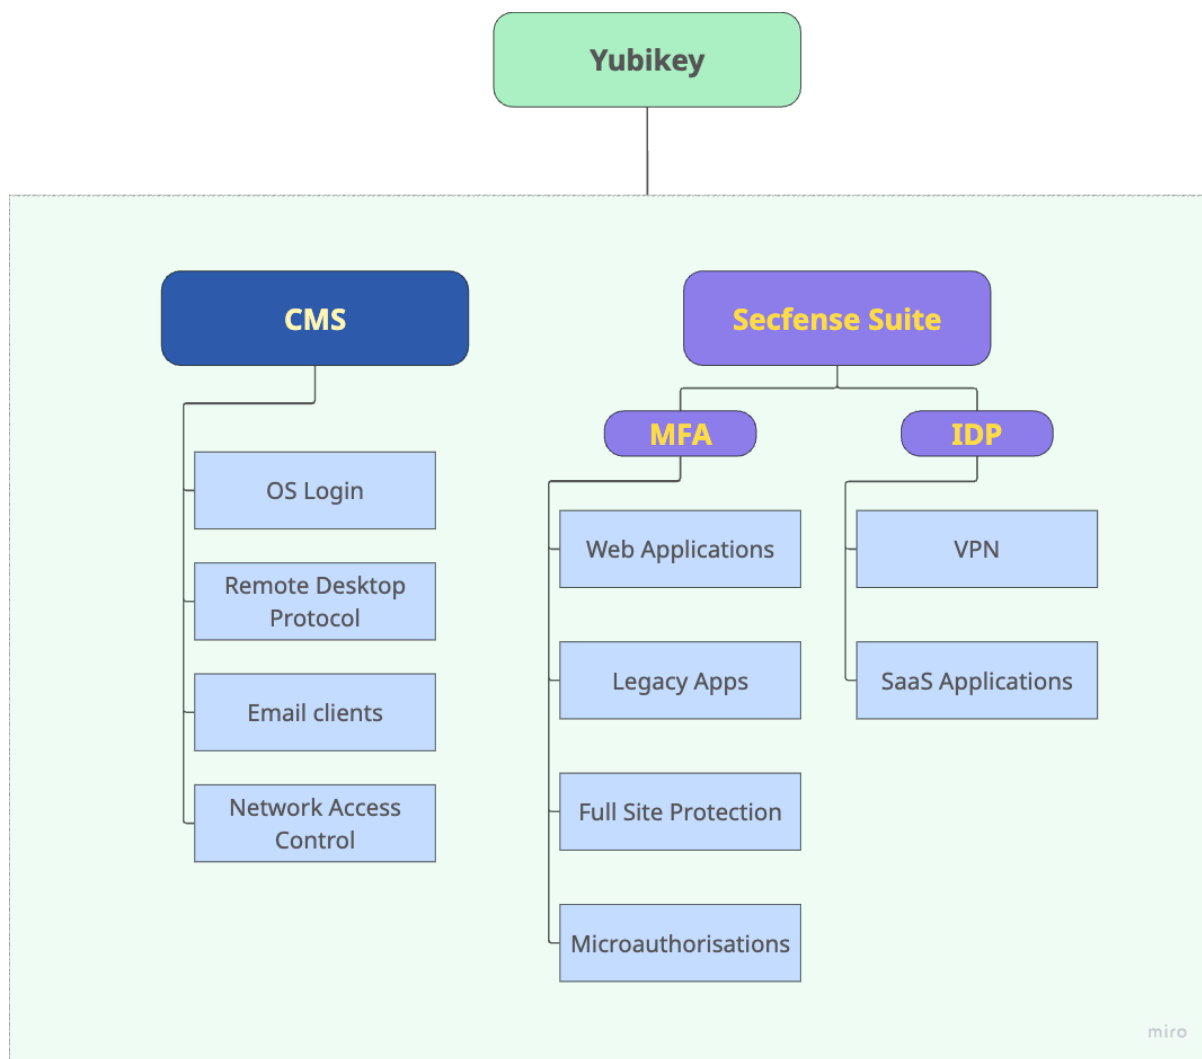 Yubikey
CMS
Secfense Suite
MFA
IDP
OS Login
Remote Desktop
Protocol
Email clients
Network Access
Control
Web Applications
Legacy Apps
Full Site Protection
Microauthorisations
VPN
SaaS Applications
miro